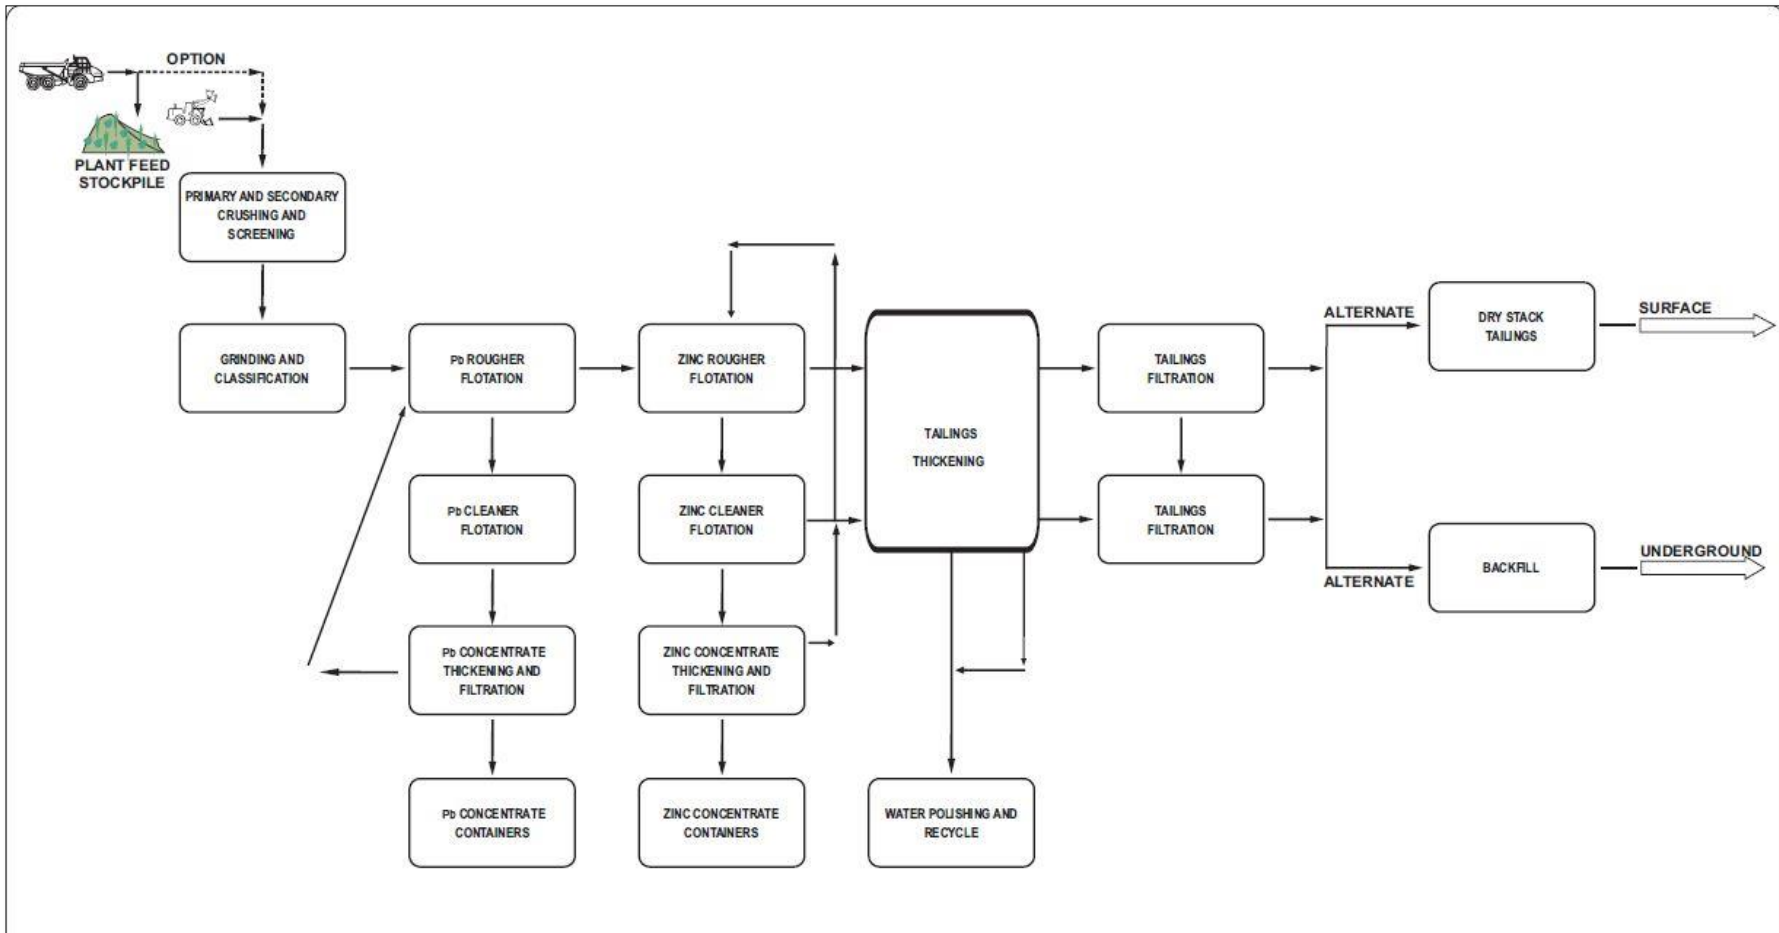 OPTION
PLANT FEED
STOCKPILE
PRIMARY AND SECONDARY
CRUSHING AND
SCREENING
GRINDING AND
CLASSIFICATION
Pb ROUGHER
FLOTATION
ZINC ROUGHER
FLOTATION
TAILINGS
THICKENING
TAILINGS
FILTRATION
ALTERNATE
DRY STACK
TAILINGS
SURFACE
Pb CLEANER
FLOTATION
ZINC CLEANER
FLOTATION
TAILINGS
FILTRATION
ALTERNATE
BACKFILL
UNDERGROUND
Pb CONCENTRATE
THICKENING AND
FILTRATION
ZINC CONCENTRATE
THICKENING AND
FILTRATION
Pb CONCENTRATE
CONTAINERS
ZINC CONCENTRATE
CONTAINERS
WATER POLISHING AND
RECYCLE